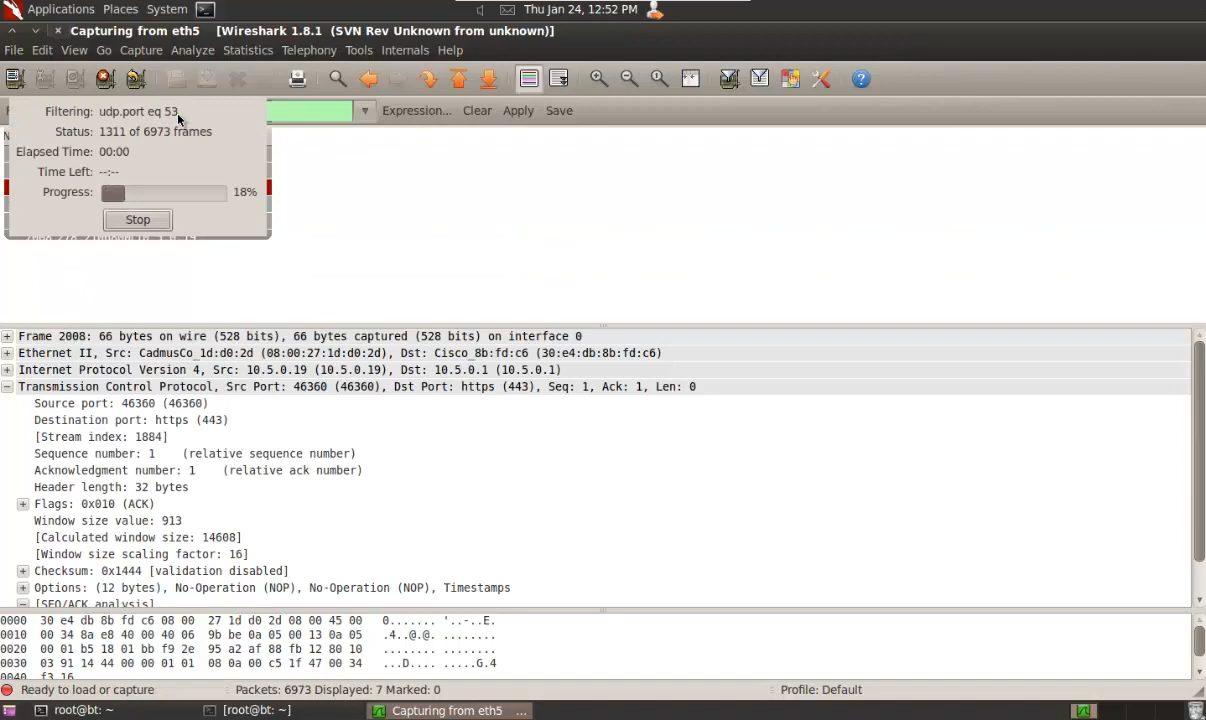 Applications Places System Thu Jan 24, 12:52 PM
Capturing from eth5 [Wireshark 1.8.1 (SVN Rev Unknown from unknown)]
File Edit View Go Capture Analyze Statistics Telephony Tools Internals Help
Filtering: udp.port eq 53
Expression... Clear Apply Save
Status: 1311 of 6973 frames
Elapsed Time: 00:00
Time Left: --:--
Progress: 18%
Stop
Frame 2008: 66 bytes on wire (528 bits), 66 bytes captured (528 bits) on interface 0
Ethernet II, Src: CadmusCo_1d:d0:2d (08:00:27:1d:d0:2d), Dst: Cisco_8b:fd:c6 (30:e4:db:8b:fd:c6)
Internet Protocol Version 4, Src: 10.5.0.19 (10.5.0.19), Dst: 10.5.0.1 (10.5.0.1)
Transmission Control Protocol, Src Port: 46360 (46360), Dst Port: https (443), Seq: 1, Ack: 1, Len: 0
Source port: 46360 (46360)
Destination port: https (443)
[Stream index: 1884]
Sequence number: 1 (relative sequence number)
Acknowledgment number: 1 (relative ack number)
Header length: 32 bytes
Flags: 0x010 (ACK)
Window size value: 913
[Calculated window size: 14608]
[Window size scaling factor: 16]
Checksum: 0x1444 [validation disabled]
Options: (12 bytes), No-Operation (NOP), No-Operation (NOP), Timestamps
[SEQ/ACK analysis]
0000 30 e4 db 8b fd c6 08 00 27 1d d0 2d 08 00 45 00 0....... '..-..E.
0010 00 34 8a e8 40 00 40 06 9b be 0a 05 00 13 0a 05 .4..@.@. ........
0020 00 01 b5 18 01 bb f9 2e 95 a2 af 88 fb 12 80 10 ........ ........
0030 03 91 14 44 00 00 01 01 08 0a 00 c5 1f 47 00 34 ...D.... .....G.4
0040 f3 16
Ready to load or capture Packets: 6973 Displayed: 7 Marked: 0 Profile: Default
root@bt: ~ [root@bt: ~] Capturing from eth5 ...